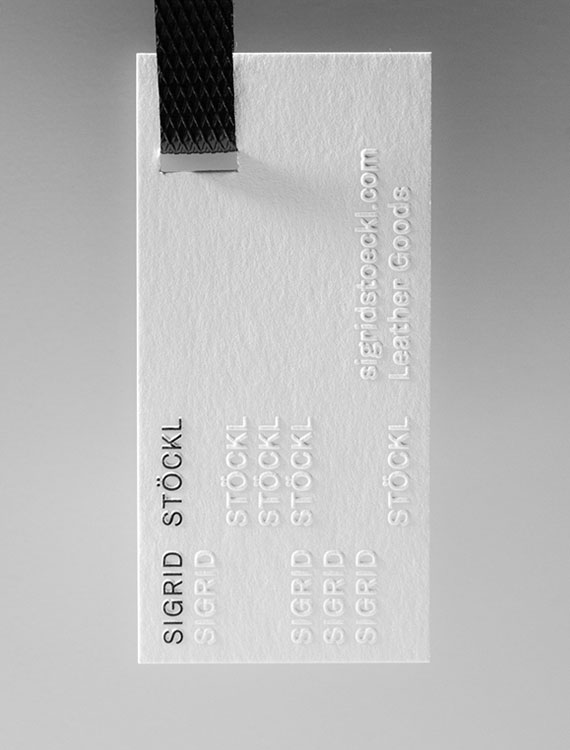 SIGRID STÖCKL
SIGRID
STÖCKL
STÖCKL
SIGRID STÖCKL
SIGRID
SIGRID sigridstoeckl.com
STÖCKL Leather Goods